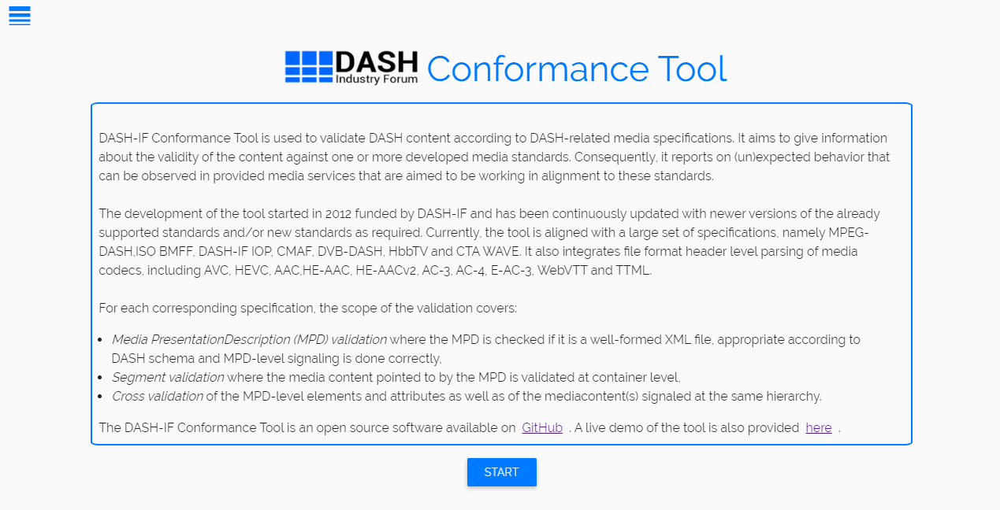 DASH
Industry Forum
Conformance Tool
DASH-IF Conformance Tool is used to validate DASH content according to DASH-related media specifications. It aims to give information
about the validity of the content against one or more developed media standards. Consequently, it reports on (un)expected behavior that
can be observed in provided media services that are aimed to be working in alignment to these standards.
The development of the tool started in 2012 funded by DASH-IF and has been continuously updated with newer versions of the already
supported standards and/or new standards as required. Currently, the tool is aligned with a large set of specifications, namely MPEG-
DASH,ISO BMFF, DASH-IF IOP, CMAF, DVB-DASH, HbbTV and CTA WAVE. It also integrates file format header level parsing of media
codecs, including AVC, HEVC, AAC,HE-AAC, HE-AACv2, AC-3, AC-4, E-AC-3, WebVTT and TTML.
For each corresponding specification, the scope of the validation covers:
• Media PresentationDescription (MPD) validation where the MPD is checked if it is a well-formed XML file, appropriate according to
DASH schema and MPD-level signaling is done correctly,
• Segment validation where the media content pointed to by the MPD is validated at container level,
• Cross validation of the MPD-level elements and attributes as well as of the mediacontent(s) signaled at the same hierarchy.
The DASH-IF Conformance Tool is an open source software available on GitHub . A live demo of the tool is also provided here .
START